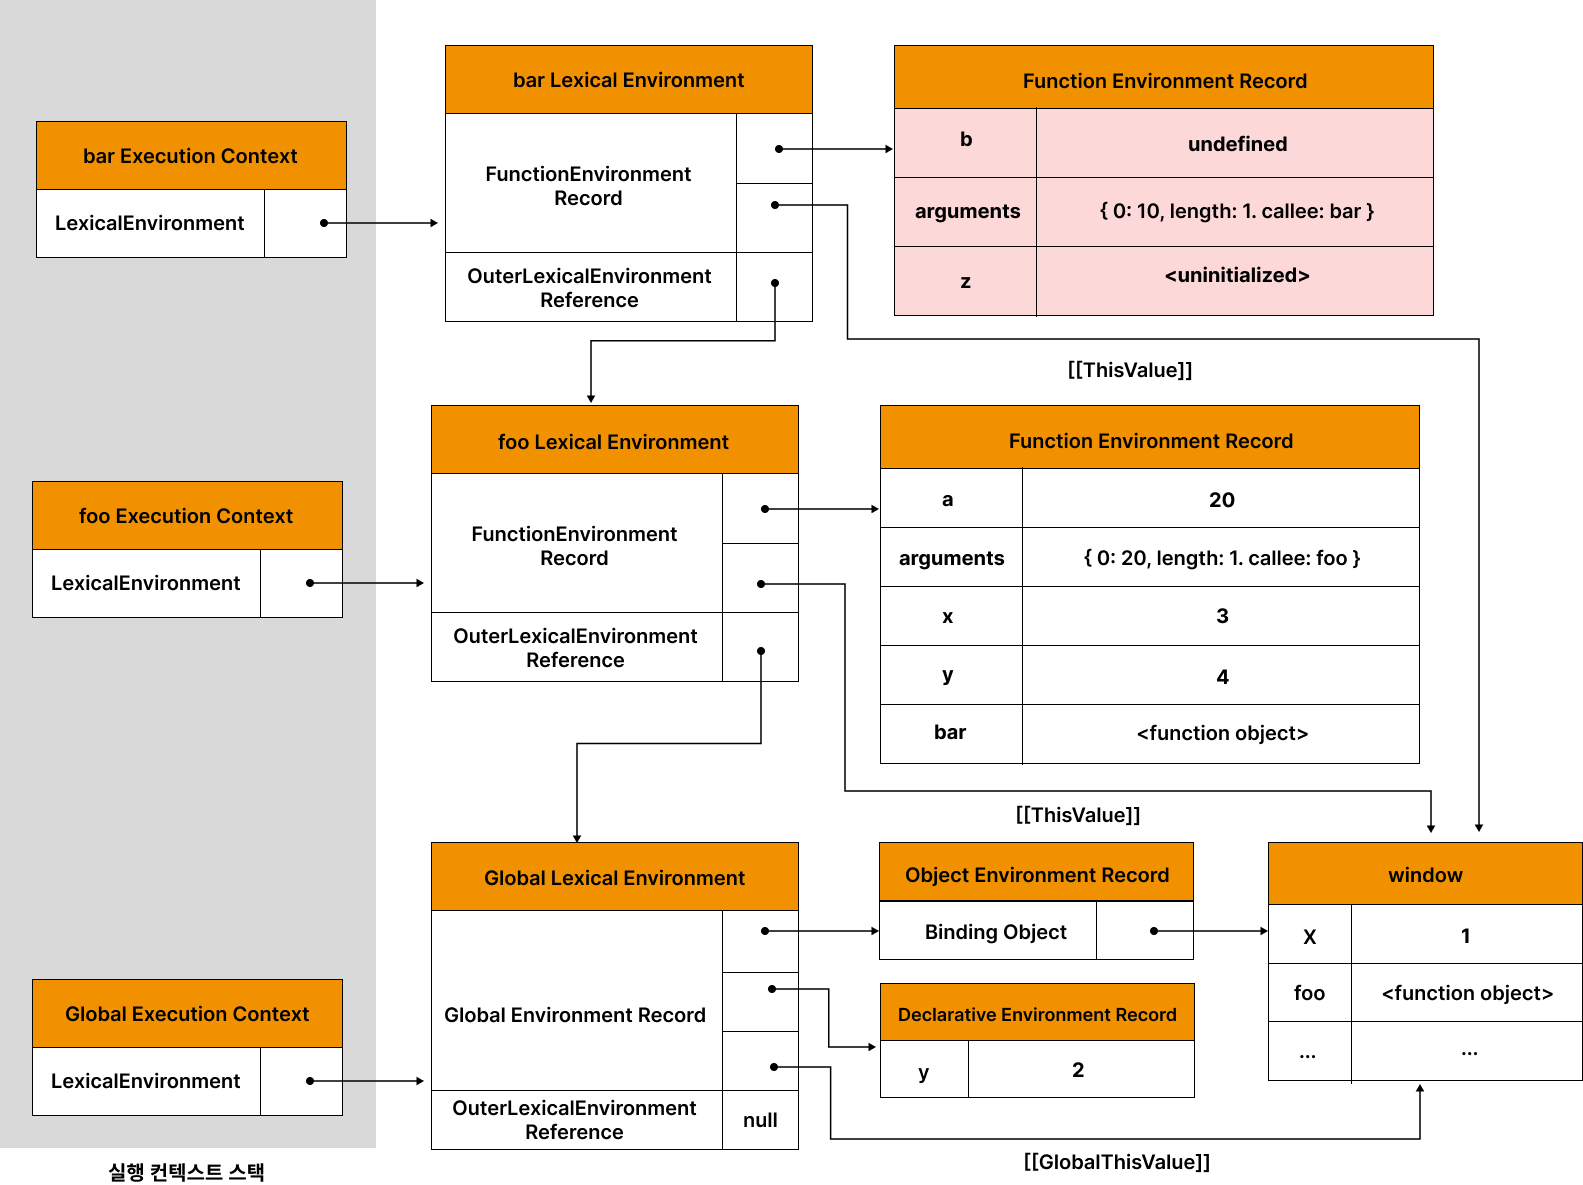 bar Lexical Environment
Function Environment Record
bar Execution Context
LexicalEnvironment
FunctionEnvironment
Record
OuterLexicalEnvironment
Reference
b
undefined
arguments
{ 0: 10, length: 1. callee: bar }
z
<uninitialized>
[[ThisValue]]
foo Lexical Environment
Function Environment Record
foo Execution Context
LexicalEnvironment
FunctionEnvironment
Record
OuterLexicalEnvironment
Reference
a
20
arguments
{ 0: 20, length: 1. callee: foo }
x
3
y
4
bar
<function object>
[[ThisValue]]
Global Lexical Environment
Object Environment Record
window
Binding Object
X
1
foo
<function object>
...
...
Global Execution Context
LexicalEnvironment
Global Environment Record
Declarative Environment Record
y
2
OuterLexicalEnvironment
Reference
null
[[GlobalThisValue]]
실행 컨텍스트 스택